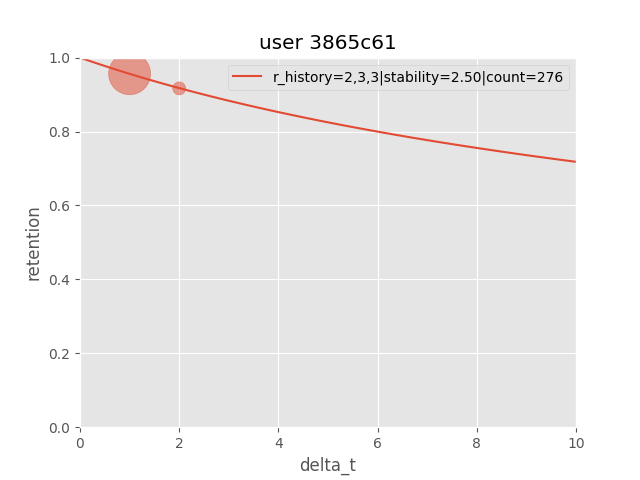 user 3865c61
r_history=2,3,3|stability=2.50|count=276
1.0
0.8
0.6
0.4
0.2
0.0
retention
0 2 4 6 8 10
delta_t